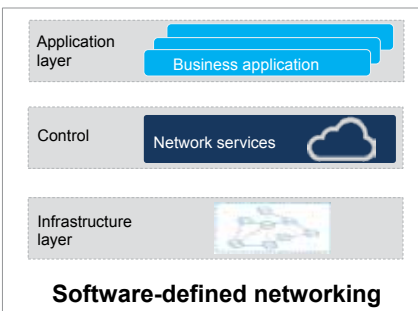 Application
layer
Business application
Control
Network services
Infrastructure
layer
Software-defined networking